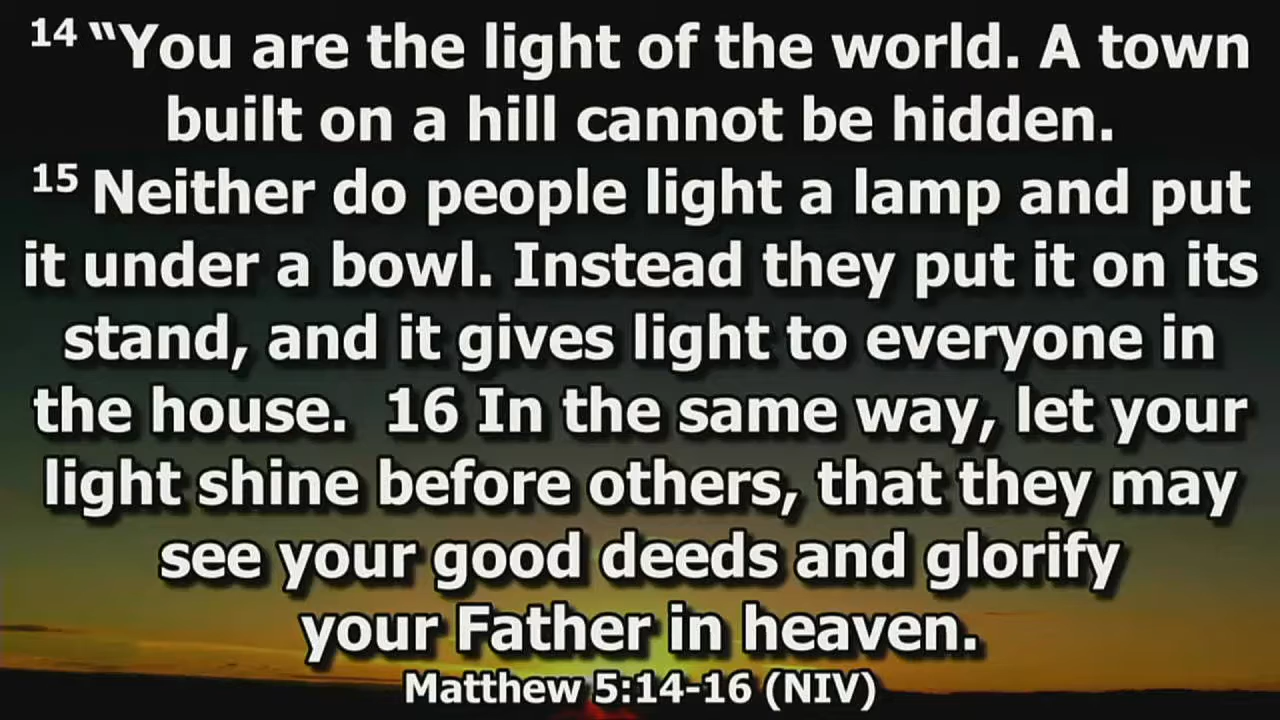 14 “You are the light of the world. A town
built on a hill cannot be hidden.
15 Neither do people light a lamp and put
it under a bowl. Instead they put it on its
stand, and it gives light to everyone in
the house.  16 In the same way, let your
light shine before others, that they may
see your good deeds and glorify
your Father in heaven.
Matthew 5:14-16 (NIV)